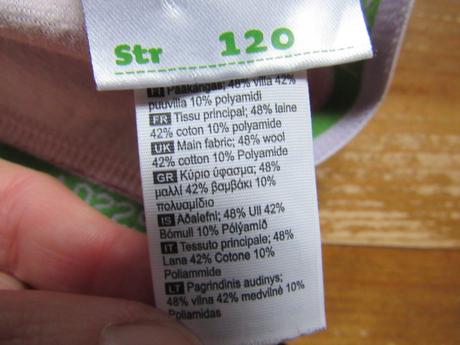 Str 120
Pääkangas; 48% villa 42%
puuvilla 10% polyamidi
FR Tissu principal; 48% laine
42% coton 10% polyamide
UK Main fabric; 48% wool
42% cotton 10% Polyamide
GR Κύριο ύφασμα; 48%
μαλλί 42% βαμβάκι 10%
πολυαμίδιο
IS Aðalefni; 48% Ull 42%
Bómull 10% Pólýamíð
IT Tessuto principale; 48%
Lana 42% Cotone 10%
Poliammide
LT Pagrindinis audinys;
48% vilna 42% medvilnė 10%
Poliamidas